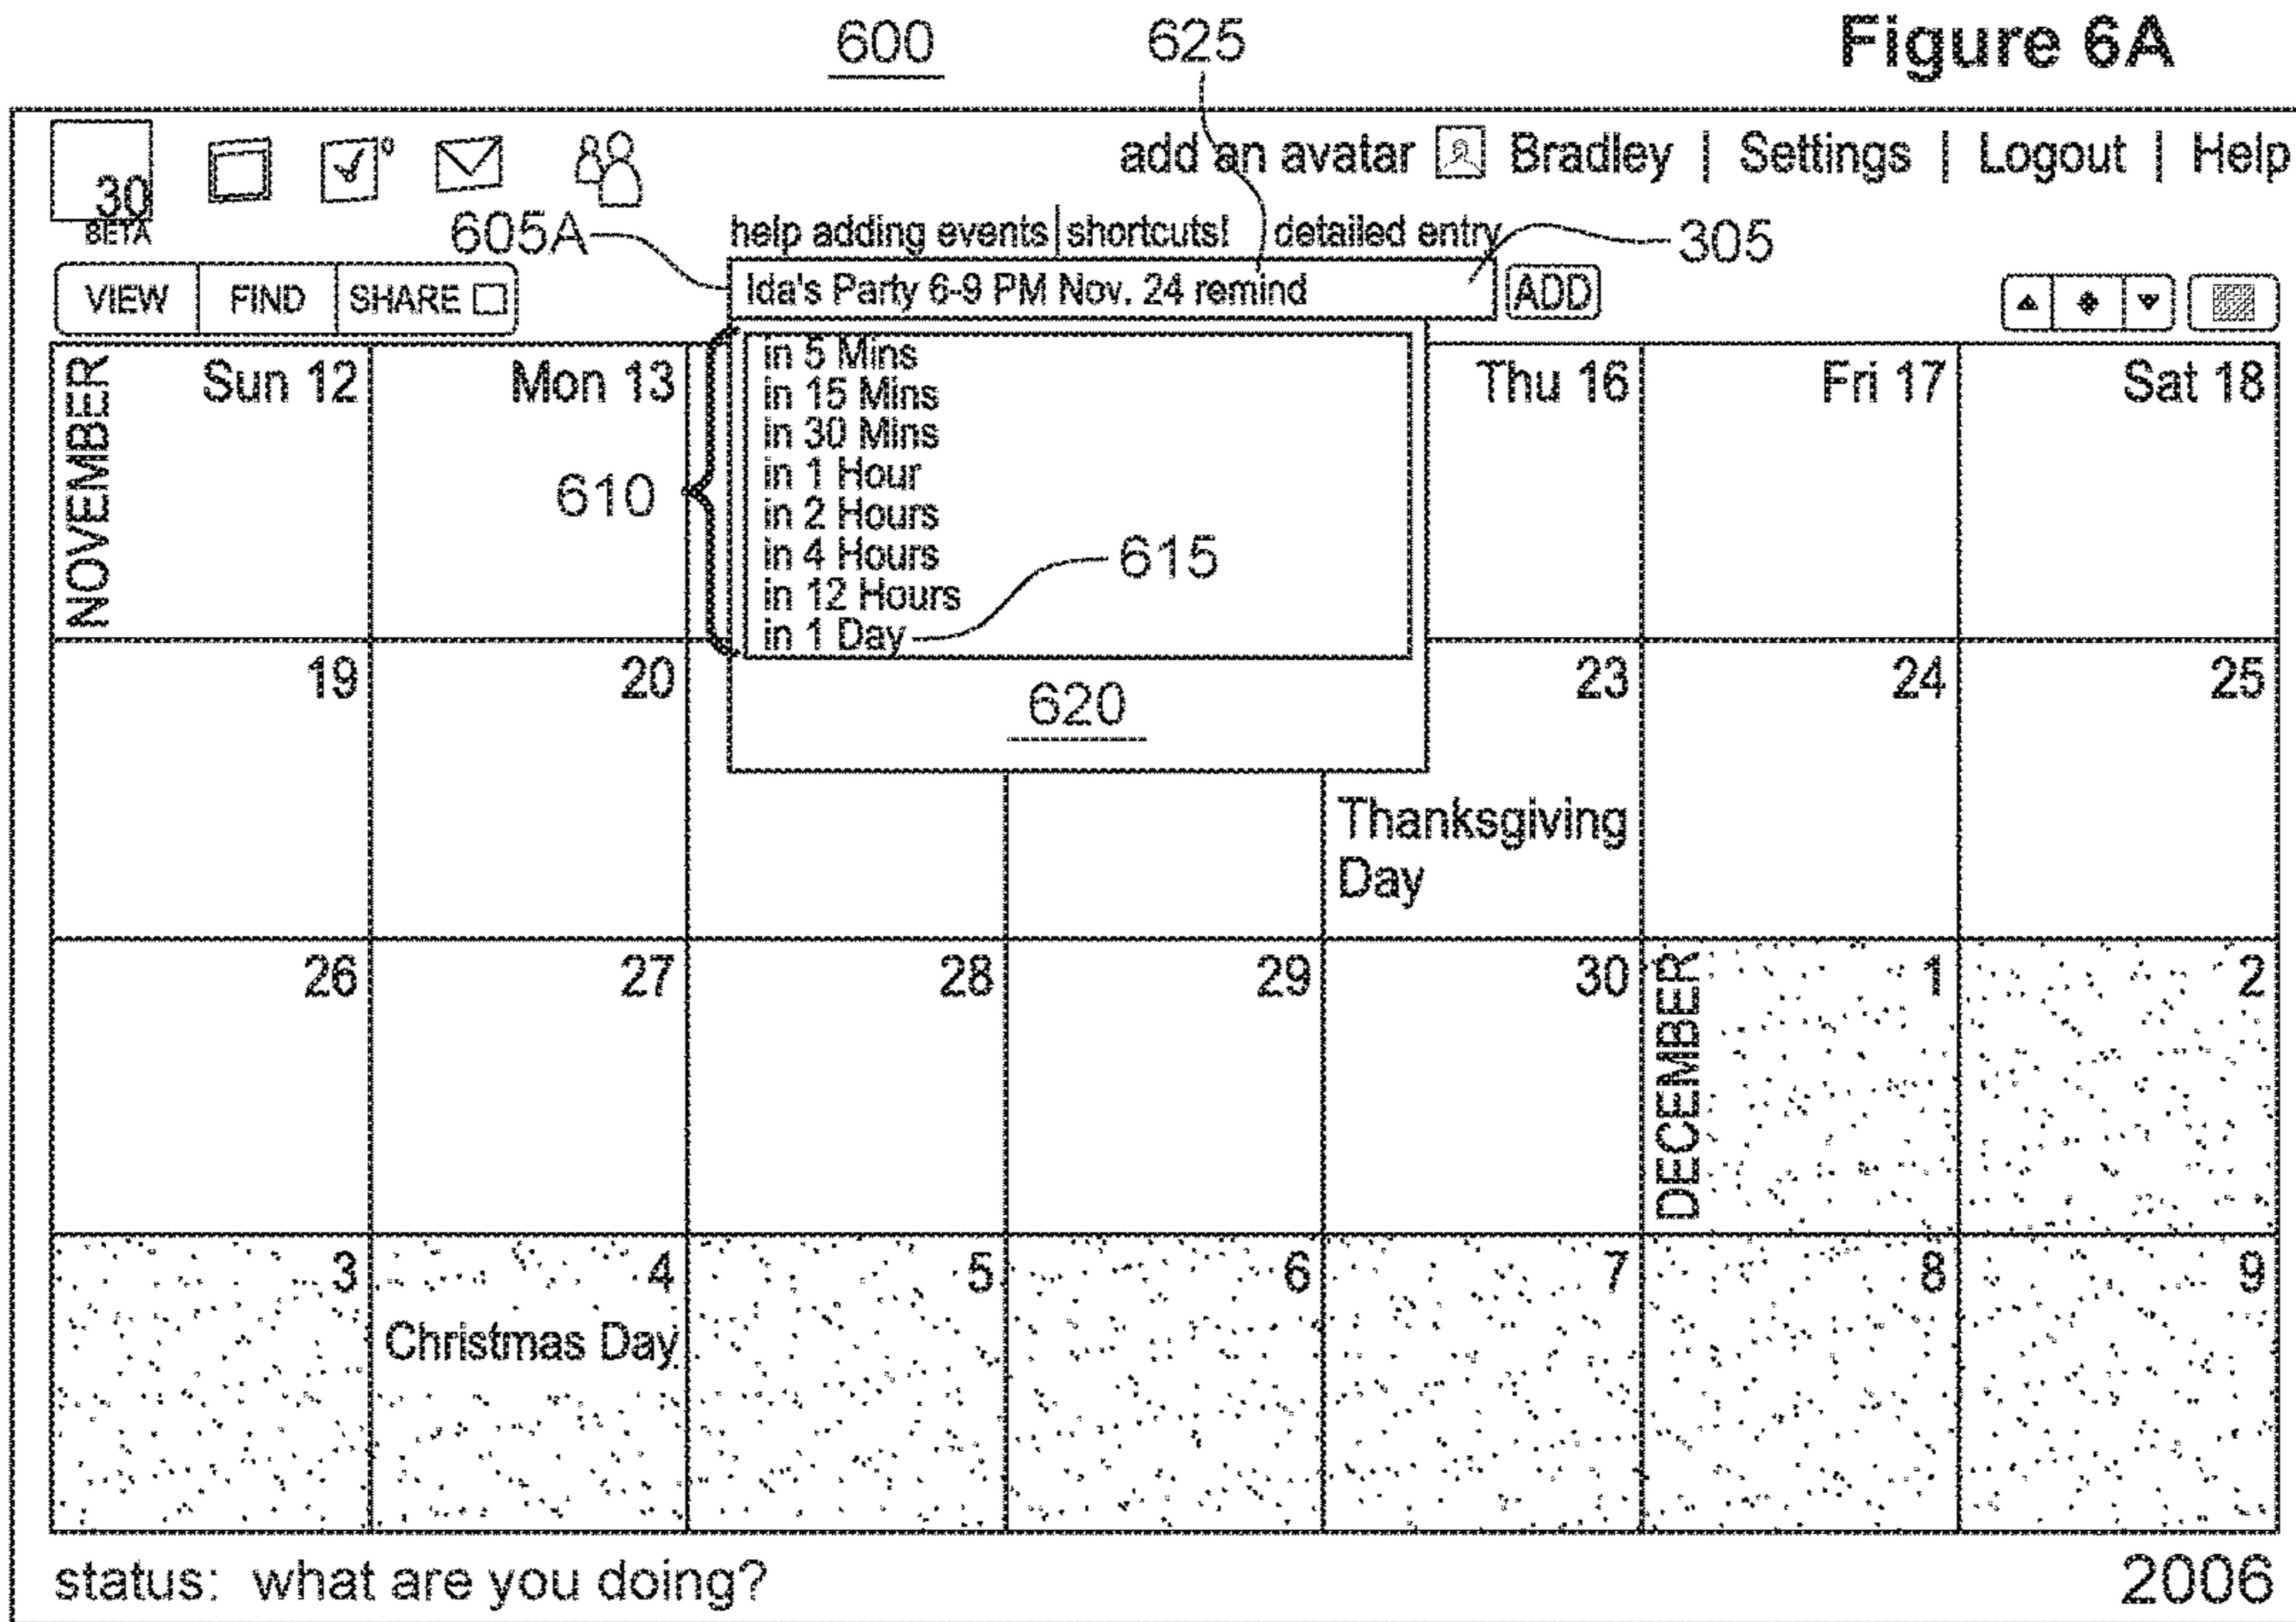 Figure 6A
600
625
30
BETA
add an avatar Bradley | Settings | Logout | Help
605A
help adding events | shortcuts! detailed entry
305
VIEW FIND SHARE
Ida's Party 6-9 PM Nov. 24 remind
ADD
NOVEMBER
Sun 12
Mon 13
Thu 16
Fri 17
Sat 18
in 5 Mins
in 15 Mins
in 30 Mins
in 1 Hour
in 2 Hours
in 4 Hours
in 12 Hours
in 1 Day
610
615
620
19
20
23
24
25
Thanksgiving
Day
26
27
28
29
30
DECEMBER
1
2
3
4
5
6
7
8
9
Christmas Day
status: what are you doing?
2006